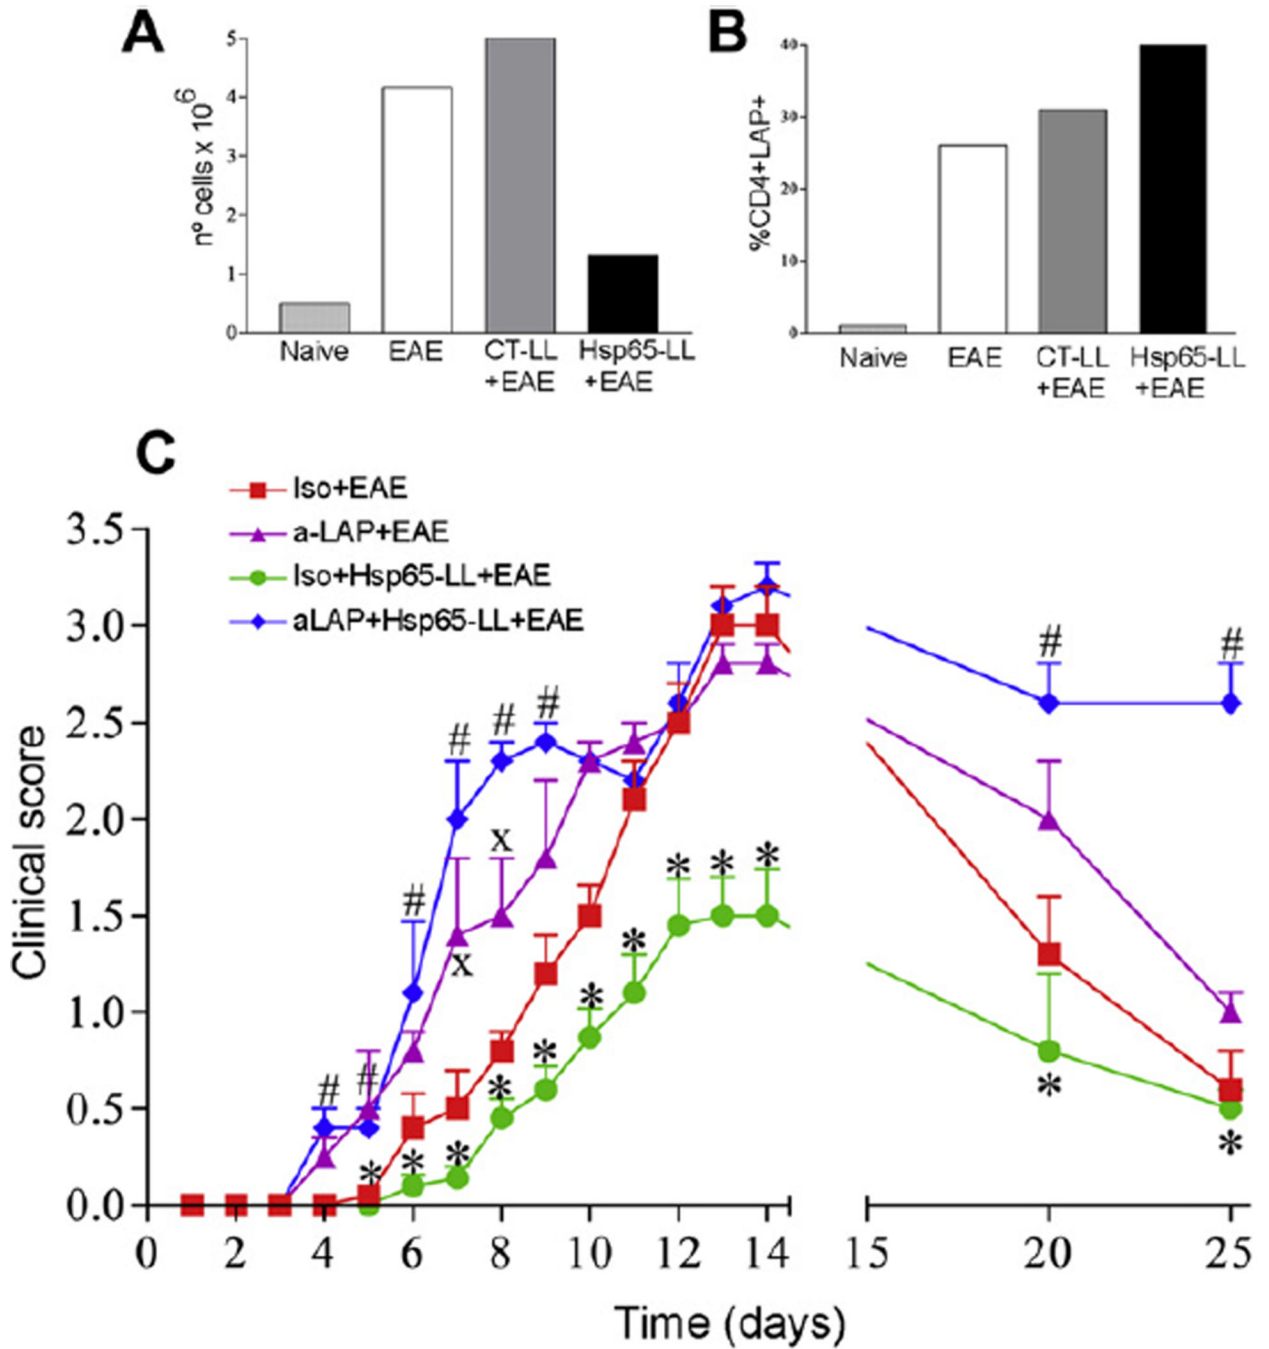 A
nº cells x 10^6
5
4
3
2
1
0
Naive
EAE
CT-LL
+EAE
Hsp65-LL
+EAE
B
%CD4+LAP+
40
30
20
10
0
Naive
EAE
CT-LL
+EAE
Hsp65-LL
+EAE
C
Iso+EAE
a-LAP+EAE
Iso+Hsp65-LL+EAE
aLAP+Hsp65-LL+EAE
Clinical score
3.5
3.0
2.5
2.0
1.5
1.0
0.5
0.0
# # # # # # #
x x
* * * * * * * * * *
# #
* *
0 2 4 6 8 10 12 14 15 20 25
Time (days)